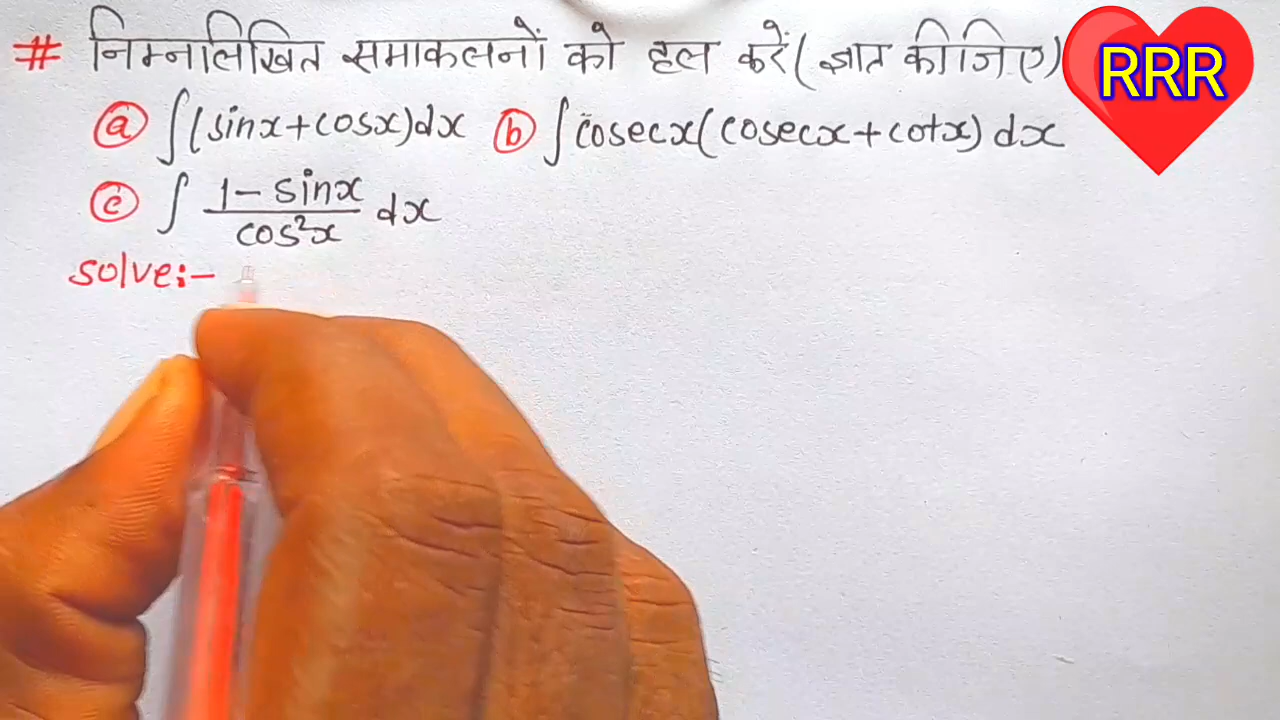 # निम्नलिखित समाकलनों को हल करें (ज्ञात कीजिए)
RRR
ⓐ ∫(sinx+cosx)dx ⓑ ∫cosecx(cosecx+cotx) dx
ⓒ ∫ (1-sinx)/(cos²x) dx
solve:-